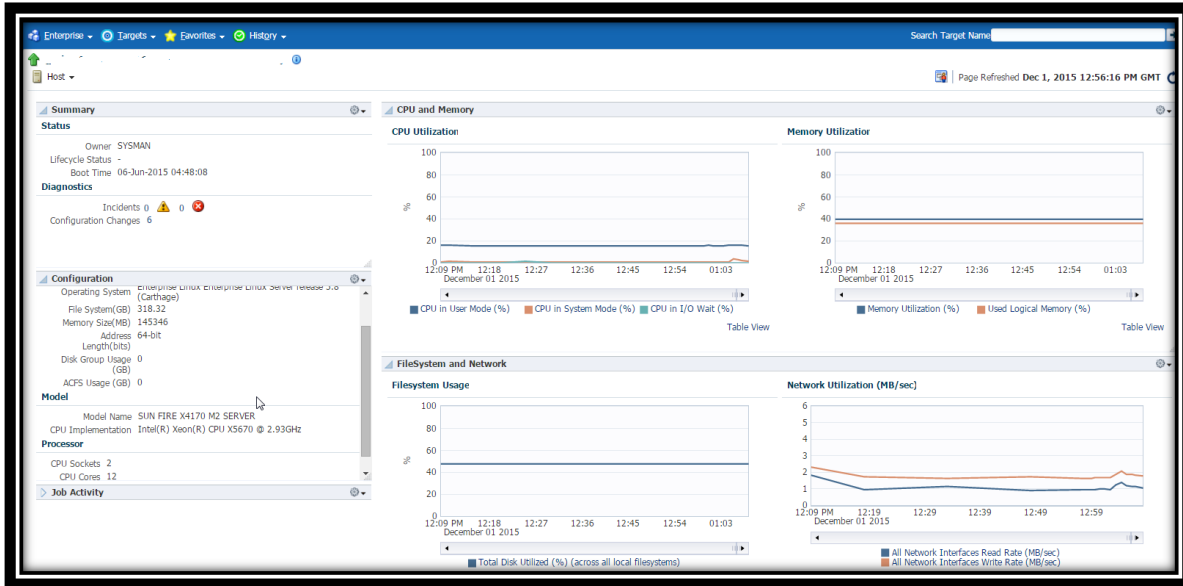 Enterprise Targets Favorites History Search Target Name
Host Page Refreshed Dec 1, 2015 12:56:16 PM GMT
Summary
Status
Owner SYSMAN
Lifecycle Status -
Boot Time 06-Jun-2015 04:48:08
Diagnostics
Incidents 0 0
Configuration Changes 6
Configuration
Operating System Enterprise Linux Enterprise Linux Server release 5.8
(Carthage)
File System(GB) 318.32
Memory Size(MB) 145346
Address 64-bit
Length(bits)
Disk Group Usage 0
(GB)
ACFS Usage (GB) 0
Model
Model Name SUN FIRE X4170 M2 SERVER
CPU Implementation Intel(R) Xeon(R) CPU X5670 @ 2.93GHz
Processor
CPU Sockets 2
CPU Cores 12
Job Activity
CPU and Memory
CPU Utilization
100
80
60
%
40
20
0
12:09 PM 12:18 12:27 12:36 12:45 12:54 01:03
December 01 2015
CPU in User Mode (%) CPU in System Mode (%) CPU in I/O Wait (%)
Table View
Memory Utilization
100
80
60
%
40
20
0
12:09 PM 12:18 12:27 12:36 12:45 12:54 01:03
December 01 2015
Memory Utilization (%) Used Logical Memory (%)
Table View
FileSystem and Network
Filesystem Usage
100
80
60
%
40
20
0
12:09 PM 12:18 12:27 12:36 12:45 12:54 01:03
December 01 2015
Total Disk Utilized (%) (across all local filesystems)
Network Utilization (MB/sec)
6
5
4
3
2
1
0
12:09 PM 12:19 12:29 12:39 12:49 12:59
December 01 2015
All Network Interfaces Read Rate (MB/sec)
All Network Interfaces Write Rate (MB/sec)